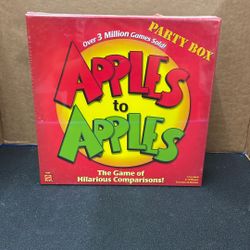 Over 3 Million Games Sold!
PARTY BOX
APPLES
to
APPLES
The Game of
Hilarious Comparisons!